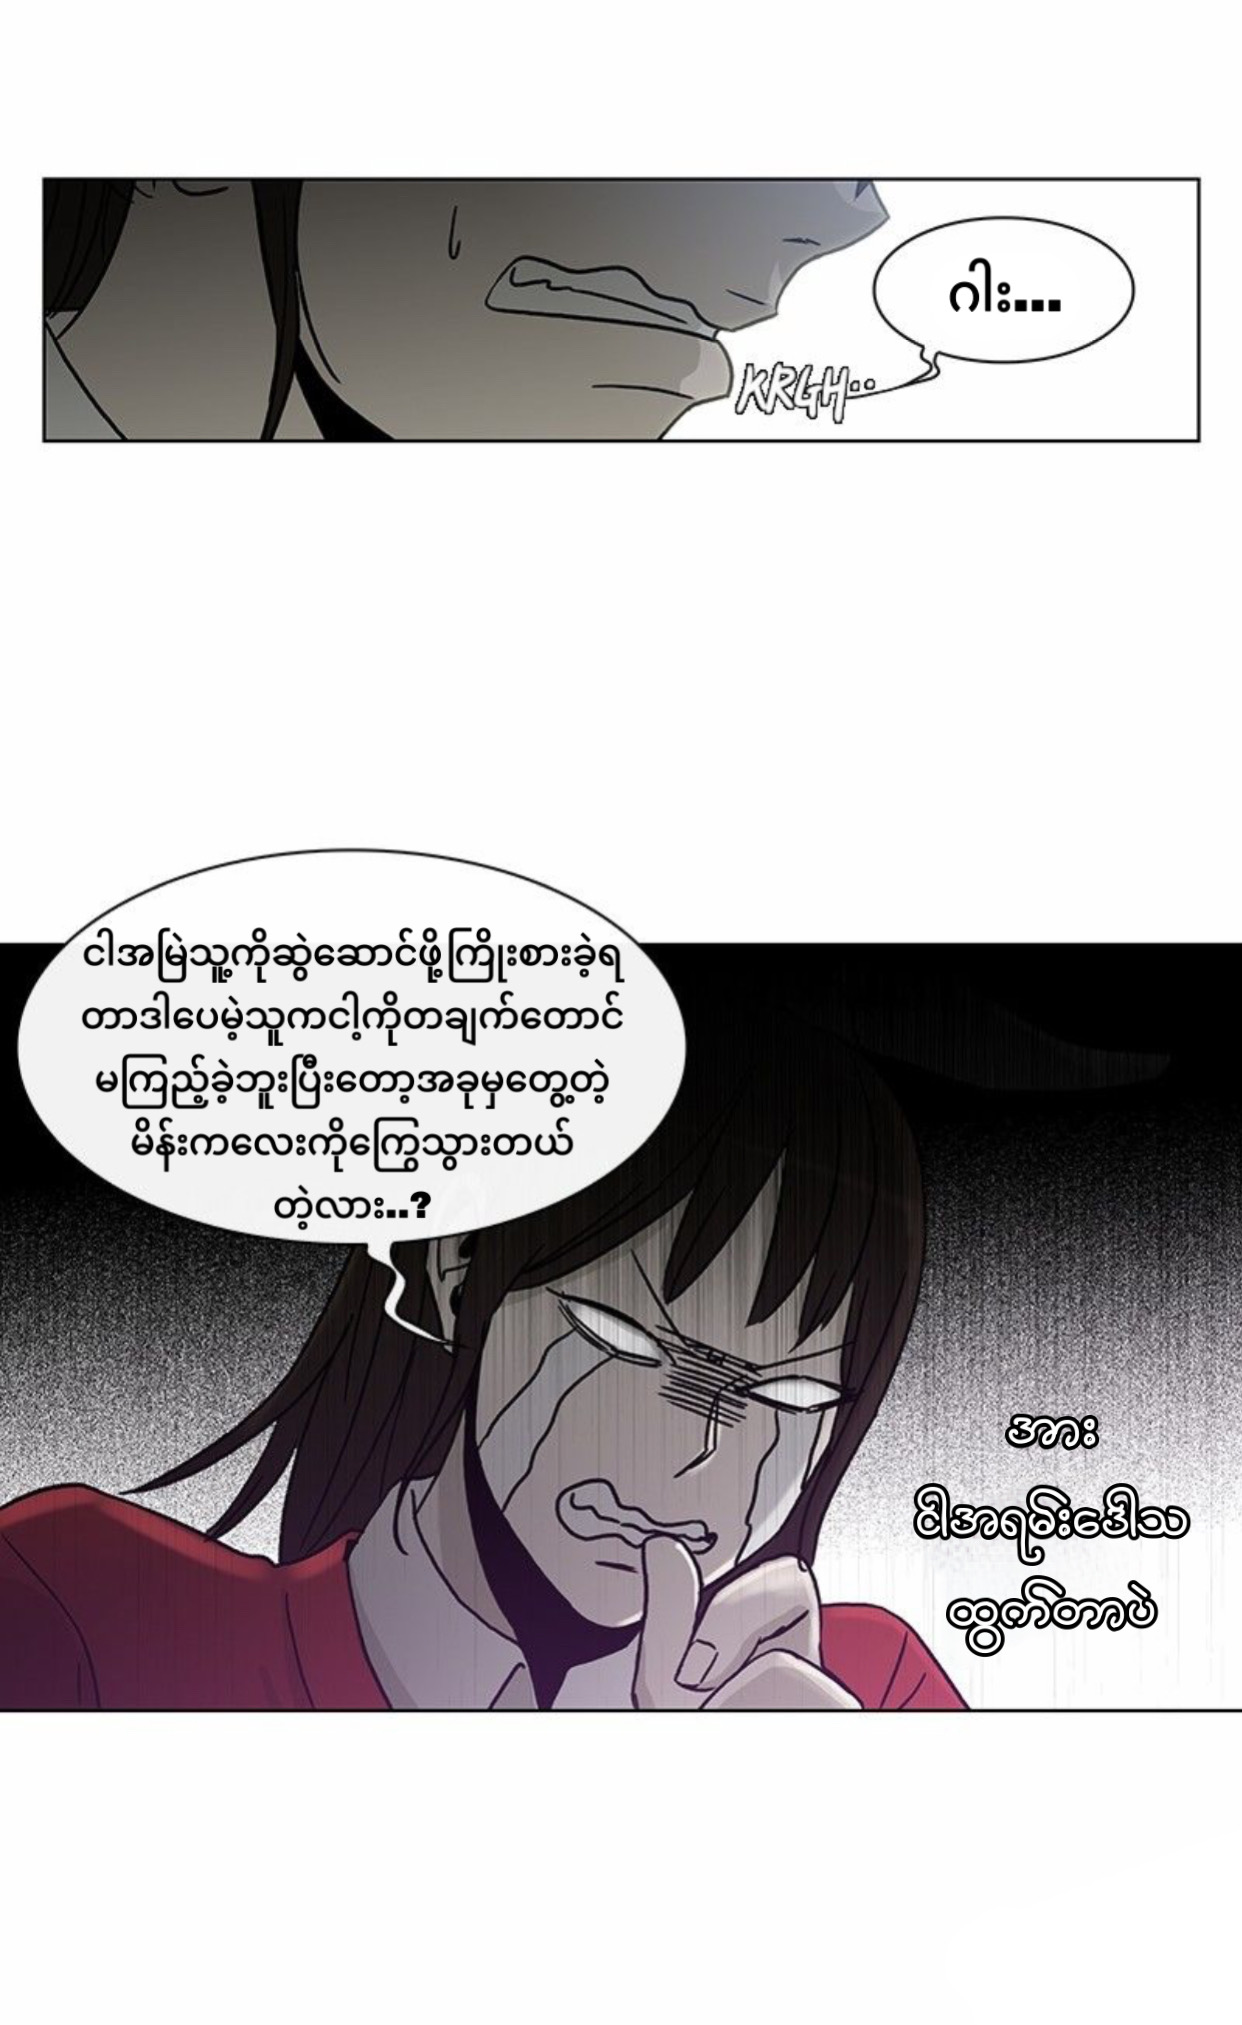 ဂါး...
KRGH..
ငါအမြဲသူ့ကိုဆွဲဆောင်ဖို့ကြိုးစားခဲ့ရ
တာဒါပေမဲ့သူကငါ့ကိုတချက်တောင်
မကြည့်ခဲ့ဘူးပြီးတော့အခုမှတွေ့တဲ့
မိန်းကလေးကိုကြွေသွားတယ်
တဲ့လား..?
အား
ငါအရမ်းဒေါသ
ထွက်တာပဲ